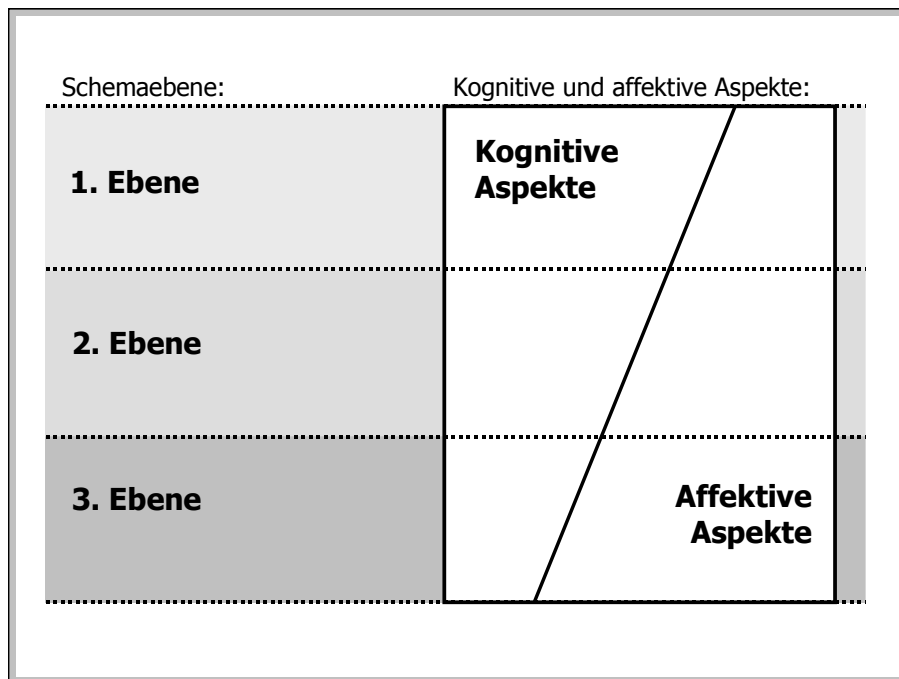 Schemaebene:
Kognitive und affektive Aspekte:
1. Ebene
Kognitive
Aspekte
2. Ebene
3. Ebene
Affektive
Aspekte